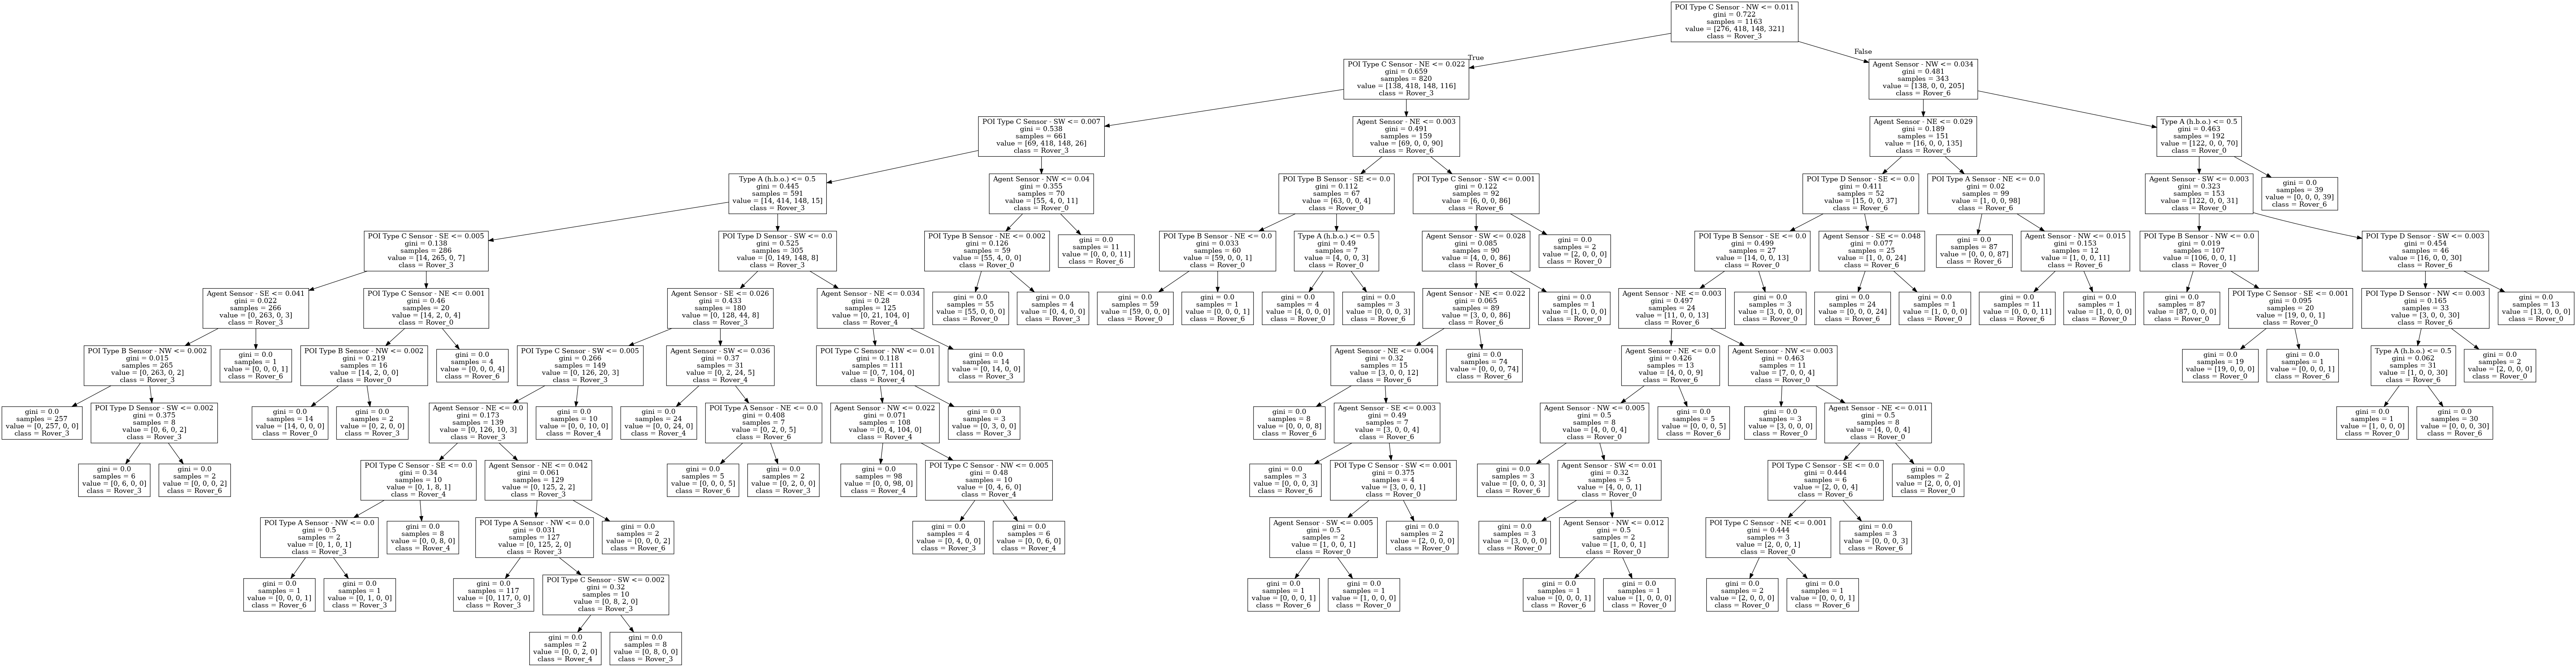 POI Type C Sensor - NW <= 0.011
gini = 0.722
samples = 1163
value = [276, 418, 148, 321]
class = Rover_3
True
False
POI Type C Sensor - NE <= 0.022
gini = 0.659
samples = 820
value = [138, 418, 148, 116]
class = Rover_3
Agent Sensor - NW <= 0.034
gini = 0.481
samples = 343
value = [138, 0, 0, 205]
class = Rover_6
POI Type C Sensor - SW <= 0.007
gini = 0.538
samples = 661
value = [69, 418, 148, 26]
class = Rover_3
Agent Sensor - NE <= 0.003
gini = 0.491
samples = 159
value = [69, 0, 0, 90]
class = Rover_6
Agent Sensor - NE <= 0.029
gini = 0.189
samples = 151
value = [16, 0, 0, 135]
class = Rover_6
Type A (h.b.o.) <= 0.5
gini = 0.463
samples = 192
value = [122, 0, 0, 70]
class = Rover_0
Type A (h.b.o.) <= 0.5
gini = 0.445
samples = 591
value = [14, 414, 148, 15]
class = Rover_3
Agent Sensor - NW <= 0.04
gini = 0.355
samples = 70
value = [55, 4, 0, 11]
class = Rover_0
POI Type B Sensor - SE <= 0.0
gini = 0.112
samples = 67
value = [63, 0, 0, 4]
class = Rover_0
POI Type C Sensor - SW <= 0.001
gini = 0.122
samples = 92
value = [6, 0, 0, 86]
class = Rover_6
POI Type D Sensor - SE <= 0.0
gini = 0.411
samples = 52
value = [15, 0, 0, 37]
class = Rover_6
POI Type A Sensor - NE <= 0.0
gini = 0.02
samples = 99
value = [1, 0, 0, 98]
class = Rover_6
Agent Sensor - SW <= 0.003
gini = 0.323
samples = 153
value = [122, 0, 0, 31]
class = Rover_0
gini = 0.0
samples = 39
value = [0, 0, 0, 39]
class = Rover_6
POI Type C Sensor - SE <= 0.005
gini = 0.138
samples = 286
value = [14, 265, 0, 7]
class = Rover_3
POI Type D Sensor - SW <= 0.0
gini = 0.525
samples = 305
value = [0, 149, 148, 8]
class = Rover_3
POI Type B Sensor - NE <= 0.002
gini = 0.126
samples = 59
value = [55, 4, 0, 0]
class = Rover_0
gini = 0.0
samples = 11
value = [0, 0, 0, 11]
class = Rover_6
POI Type B Sensor - NE <= 0.0
gini = 0.033
samples = 60
value = [59, 0, 0, 1]
class = Rover_0
Type A (h.b.o.) <= 0.5
gini = 0.49
samples = 7
value = [4, 0, 0, 3]
class = Rover_0
Agent Sensor - SW <= 0.028
gini = 0.085
samples = 90
value = [4, 0, 0, 86]
class = Rover_6
gini = 0.0
samples = 2
value = [2, 0, 0, 0]
class = Rover_0
POI Type B Sensor - SE <= 0.0
gini = 0.499
samples = 27
value = [14, 0, 0, 13]
class = Rover_0
Agent Sensor - SE <= 0.048
gini = 0.077
samples = 25
value = [1, 0, 0, 24]
class = Rover_6
gini = 0.0
samples = 87
value = [0, 0, 0, 87]
class = Rover_6
Agent Sensor - NW <= 0.015
gini = 0.153
samples = 12
value = [1, 0, 0, 11]
class = Rover_6
POI Type B Sensor - NW <= 0.0
gini = 0.019
samples = 107
value = [106, 0, 0, 1]
class = Rover_0
POI Type D Sensor - SW <= 0.003
gini = 0.454
samples = 46
value = [16, 0, 0, 30]
class = Rover_6
Agent Sensor - SE <= 0.041
gini = 0.022
samples = 266
value = [0, 263, 0, 3]
class = Rover_3
POI Type C Sensor - NE <= 0.001
gini = 0.46
samples = 20
value = [14, 2, 0, 4]
class = Rover_0
Agent Sensor - SE <= 0.026
gini = 0.433
samples = 180
value = [0, 128, 44, 8]
class = Rover_3
Agent Sensor - NE <= 0.034
gini = 0.28
samples = 125
value = [0, 21, 104, 0]
class = Rover_4
gini = 0.0
samples = 55
value = [55, 0, 0, 0]
class = Rover_0
gini = 0.0
samples = 4
value = [0, 4, 0, 0]
class = Rover_3
gini = 0.0
samples = 59
value = [59, 0, 0, 0]
class = Rover_0
gini = 0.0
samples = 1
value = [0, 0, 0, 1]
class = Rover_6
gini = 0.0
samples = 4
value = [4, 0, 0, 0]
class = Rover_0
gini = 0.0
samples = 3
value = [0, 0, 0, 3]
class = Rover_6
Agent Sensor - NE <= 0.022
gini = 0.065
samples = 89
value = [3, 0, 0, 86]
class = Rover_6
gini = 0.0
samples = 1
value = [1, 0, 0, 0]
class = Rover_0
Agent Sensor - NE <= 0.003
gini = 0.497
samples = 24
value = [11, 0, 0, 13]
class = Rover_6
gini = 0.0
samples = 3
value = [3, 0, 0, 0]
class = Rover_0
gini = 0.0
samples = 24
value = [0, 0, 0, 24]
class = Rover_6
gini = 0.0
samples = 1
value = [1, 0, 0, 0]
class = Rover_0
gini = 0.0
samples = 11
value = [0, 0, 0, 11]
class = Rover_6
gini = 0.0
samples = 1
value = [1, 0, 0, 0]
class = Rover_0
gini = 0.0
samples = 87
value = [87, 0, 0, 0]
class = Rover_0
POI Type C Sensor - SE <= 0.001
gini = 0.095
samples = 20
value = [19, 0, 0, 1]
class = Rover_0
POI Type D Sensor - NW <= 0.003
gini = 0.165
samples = 33
value = [3, 0, 0, 30]
class = Rover_6
gini = 0.0
samples = 13
value = [13, 0, 0, 0]
class = Rover_0
POI Type B Sensor - NW <= 0.002
gini = 0.015
samples = 265
value = [0, 263, 0, 2]
class = Rover_3
gini = 0.0
samples = 1
value = [0, 0, 0, 1]
class = Rover_6
POI Type B Sensor - NW <= 0.002
gini = 0.219
samples = 16
value = [14, 2, 0, 0]
class = Rover_0
gini = 0.0
samples = 4
value = [0, 0, 0, 4]
class = Rover_6
POI Type C Sensor - SW <= 0.005
gini = 0.266
samples = 149
value = [0, 126, 20, 3]
class = Rover_3
Agent Sensor - SW <= 0.036
gini = 0.37
samples = 31
value = [0, 2, 24, 5]
class = Rover_4
POI Type C Sensor - NW <= 0.01
gini = 0.118
samples = 111
value = [0, 7, 104, 0]
class = Rover_4
gini = 0.0
samples = 14
value = [0, 14, 0, 0]
class = Rover_3
Agent Sensor - NE <= 0.004
gini = 0.32
samples = 15
value = [3, 0, 0, 12]
class = Rover_6
gini = 0.0
samples = 74
value = [0, 0, 0, 74]
class = Rover_6
Agent Sensor - NE <= 0.0
gini = 0.426
samples = 13
value = [4, 0, 0, 9]
class = Rover_6
Agent Sensor - NW <= 0.003
gini = 0.463
samples = 11
value = [7, 0, 0, 4]
class = Rover_0
gini = 0.0
samples = 19
value = [19, 0, 0, 0]
class = Rover_0
gini = 0.0
samples = 1
value = [0, 0, 0, 1]
class = Rover_6
Type A (h.b.o.) <= 0.5
gini = 0.062
samples = 31
value = [1, 0, 0, 30]
class = Rover_6
gini = 0.0
samples = 2
value = [2, 0, 0, 0]
class = Rover_0
gini = 0.0
samples = 257
value = [0, 257, 0, 0]
class = Rover_3
POI Type D Sensor - SW <= 0.002
gini = 0.375
samples = 8
value = [0, 6, 0, 2]
class = Rover_3
gini = 0.0
samples = 14
value = [14, 0, 0, 0]
class = Rover_0
gini = 0.0
samples = 2
value = [0, 2, 0, 0]
class = Rover_3
Agent Sensor - NE <= 0.0
gini = 0.173
samples = 139
value = [0, 126, 10, 3]
class = Rover_3
gini = 0.0
samples = 10
value = [0, 0, 10, 0]
class = Rover_4
gini = 0.0
samples = 24
value = [0, 0, 24, 0]
class = Rover_4
POI Type A Sensor - NE <= 0.0
gini = 0.408
samples = 7
value = [0, 2, 0, 5]
class = Rover_6
Agent Sensor - NW <= 0.022
gini = 0.071
samples = 108
value = [0, 4, 104, 0]
class = Rover_4
gini = 0.0
samples = 3
value = [0, 3, 0, 0]
class = Rover_3
gini = 0.0
samples = 8
value = [0, 0, 0, 8]
class = Rover_6
Agent Sensor - SE <= 0.003
gini = 0.49
samples = 7
value = [3, 0, 0, 4]
class = Rover_6
Agent Sensor - NW <= 0.005
gini = 0.5
samples = 8
value = [4, 0, 0, 4]
class = Rover_0
gini = 0.0
samples = 5
value = [0, 0, 0, 5]
class = Rover_6
gini = 0.0
samples = 3
value = [3, 0, 0, 0]
class = Rover_0
Agent Sensor - NE <= 0.011
gini = 0.5
samples = 8
value = [4, 0, 0, 4]
class = Rover_0
gini = 0.0
samples = 1
value = [1, 0, 0, 0]
class = Rover_0
gini = 0.0
samples = 30
value = [0, 0, 0, 30]
class = Rover_6
gini = 0.0
samples = 6
value = [0, 6, 0, 0]
class = Rover_3
gini = 0.0
samples = 2
value = [0, 0, 0, 2]
class = Rover_6
POI Type C Sensor - SE <= 0.0
gini = 0.34
samples = 10
value = [0, 1, 8, 1]
class = Rover_4
Agent Sensor - NE <= 0.042
gini = 0.061
samples = 129
value = [0, 125, 2, 2]
class = Rover_3
gini = 0.0
samples = 5
value = [0, 0, 0, 5]
class = Rover_6
gini = 0.0
samples = 2
value = [0, 2, 0, 0]
class = Rover_3
gini = 0.0
samples = 98
value = [0, 0, 98, 0]
class = Rover_4
POI Type C Sensor - NW <= 0.005
gini = 0.48
samples = 10
value = [0, 4, 6, 0]
class = Rover_4
gini = 0.0
samples = 3
value = [0, 0, 0, 3]
class = Rover_6
POI Type C Sensor - SW <= 0.001
gini = 0.375
samples = 4
value = [3, 0, 0, 1]
class = Rover_0
gini = 0.0
samples = 3
value = [0, 0, 0, 3]
class = Rover_6
Agent Sensor - SW <= 0.01
gini = 0.32
samples = 5
value = [4, 0, 0, 1]
class = Rover_0
POI Type C Sensor - SE <= 0.0
gini = 0.444
samples = 6
value = [2, 0, 0, 4]
class = Rover_6
gini = 0.0
samples = 2
value = [2, 0, 0, 0]
class = Rover_0
POI Type A Sensor - NW <= 0.0
gini = 0.5
samples = 2
value = [0, 1, 0, 1]
class = Rover_3
gini = 0.0
samples = 8
value = [0, 0, 8, 0]
class = Rover_4
POI Type A Sensor - NW <= 0.0
gini = 0.031
samples = 127
value = [0, 125, 2, 0]
class = Rover_3
gini = 0.0
samples = 2
value = [0, 0, 0, 2]
class = Rover_6
gini = 0.0
samples = 4
value = [0, 4, 0, 0]
class = Rover_3
gini = 0.0
samples = 6
value = [0, 0, 6, 0]
class = Rover_4
Agent Sensor - SW <= 0.005
gini = 0.5
samples = 2
value = [1, 0, 0, 1]
class = Rover_0
gini = 0.0
samples = 2
value = [2, 0, 0, 0]
class = Rover_0
gini = 0.0
samples = 3
value = [3, 0, 0, 0]
class = Rover_0
Agent Sensor - NW <= 0.012
gini = 0.5
samples = 2
value = [1, 0, 0, 1]
class = Rover_0
POI Type C Sensor - NE <= 0.001
gini = 0.444
samples = 3
value = [2, 0, 0, 1]
class = Rover_0
gini = 0.0
samples = 3
value = [0, 0, 0, 3]
class = Rover_6
gini = 0.0
samples = 1
value = [0, 0, 0, 1]
class = Rover_6
gini = 0.0
samples = 1
value = [0, 1, 0, 0]
class = Rover_3
gini = 0.0
samples = 117
value = [0, 117, 0, 0]
class = Rover_3
POI Type C Sensor - SW <= 0.002
gini = 0.32
samples = 10
value = [0, 8, 2, 0]
class = Rover_3
gini = 0.0
samples = 1
value = [0, 0, 0, 1]
class = Rover_6
gini = 0.0
samples = 1
value = [1, 0, 0, 0]
class = Rover_0
gini = 0.0
samples = 1
value = [0, 0, 0, 1]
class = Rover_6
gini = 0.0
samples = 1
value = [1, 0, 0, 0]
class = Rover_0
gini = 0.0
samples = 2
value = [2, 0, 0, 0]
class = Rover_0
gini = 0.0
samples = 1
value = [0, 0, 0, 1]
class = Rover_6
gini = 0.0
samples = 2
value = [0, 0, 2, 0]
class = Rover_4
gini = 0.0
samples = 8
value = [0, 8, 0, 0]
class = Rover_3